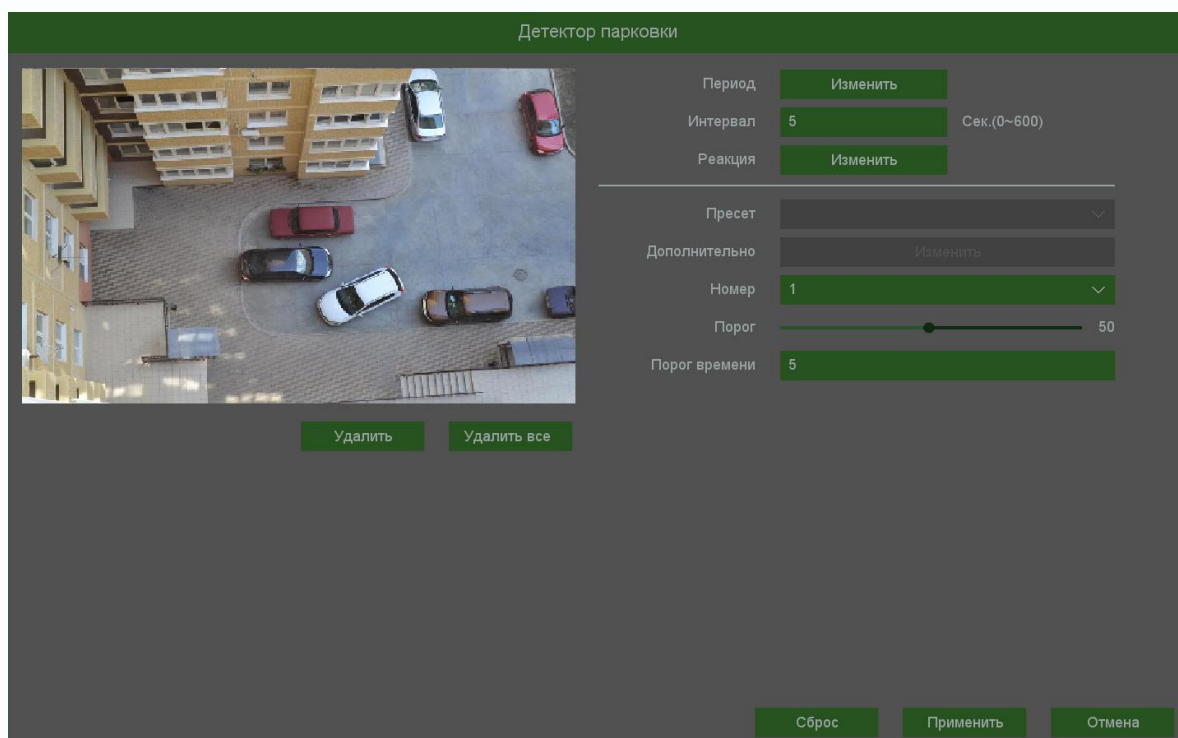 Детектор парковки
Период Изменить
Интервал 5 Сек.(0~600)
Реакция Изменить
Пресет
Дополнительно Изменить
Номер 1
Порог 50
Порог времени 5
Удалить Удалить все
Сброс Применить Отмена